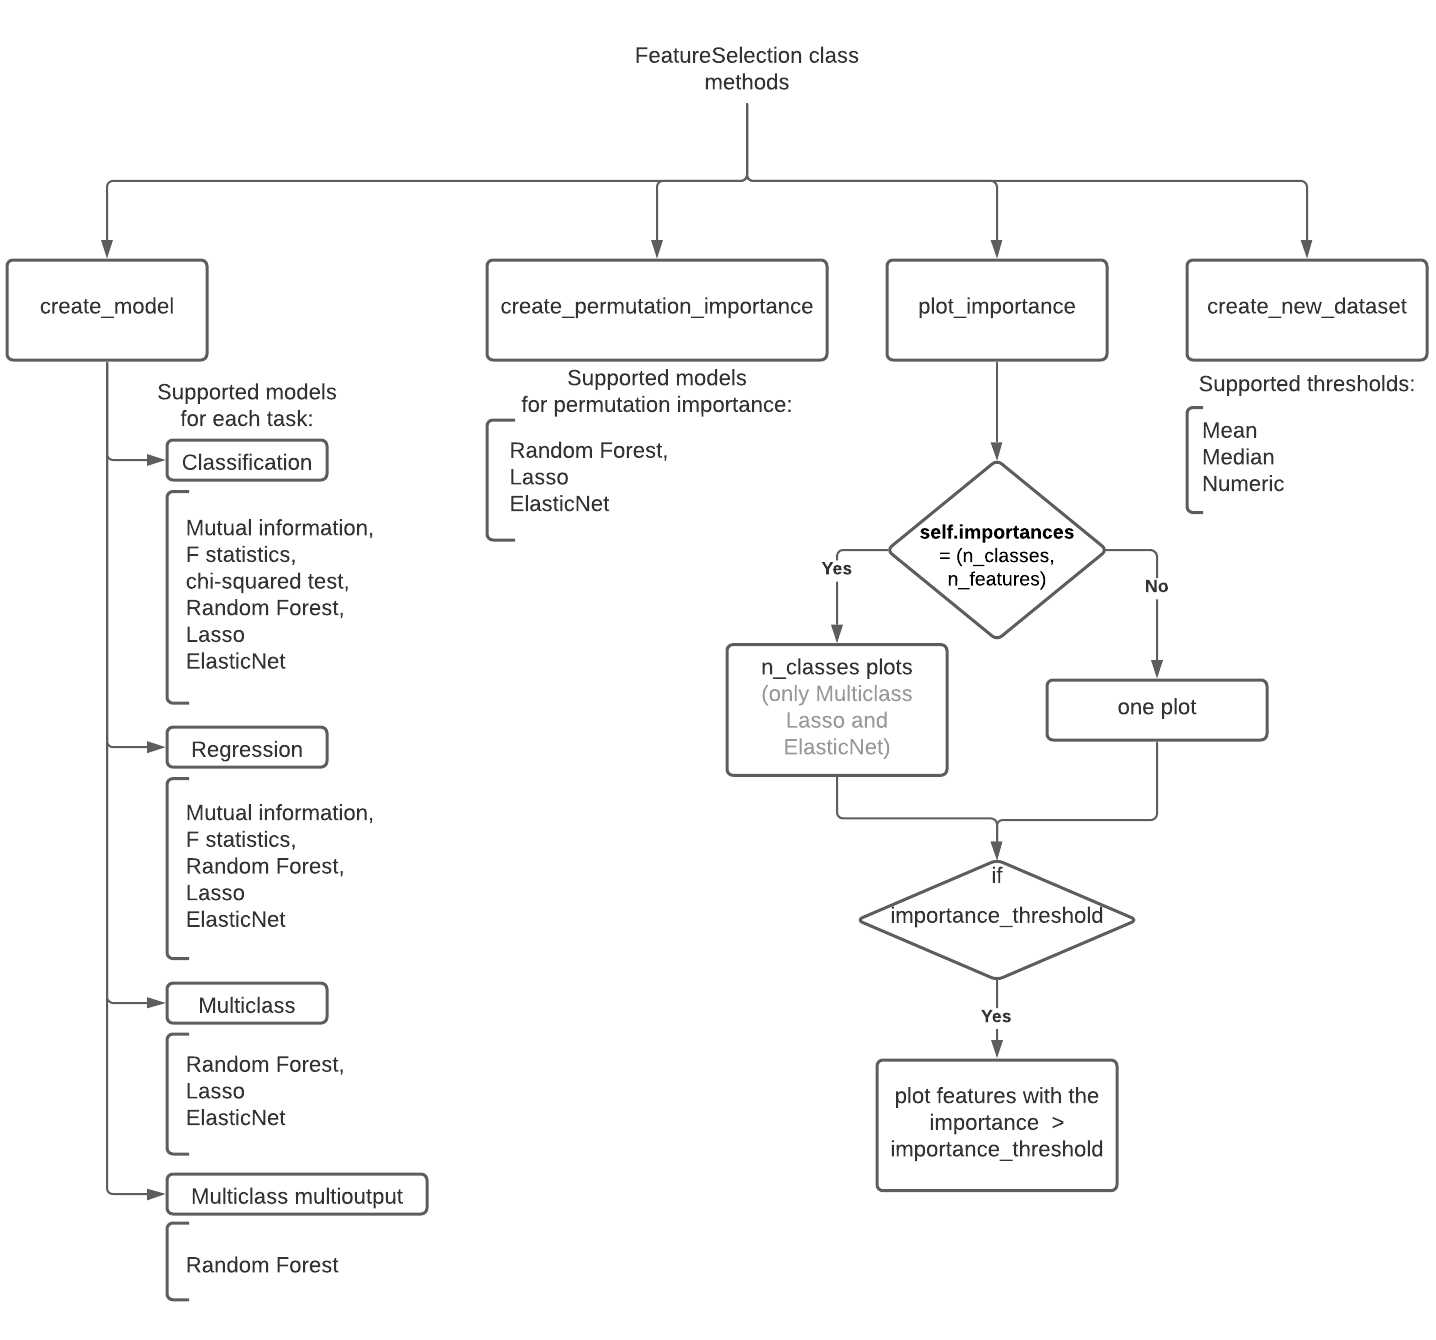 FeatureSelection class
methods
create_model
create_permutation_importance
plot_importance
create_new_dataset
Supported models
for each task:
Classification
Mutual information,
F statistics,
chi-squared test,
Random Forest,
Lasso
ElasticNet
Regression
Mutual information,
F statistics,
Random Forest,
Lasso
ElasticNet
Multiclass
Random Forest,
Lasso
ElasticNet
Multiclass multioutput
Random Forest
Supported models
for permutation importance:
Random Forest,
Lasso
ElasticNet
self.importances
= (n_classes,
n_features)
Yes
No
n_classes plots
(only Multiclass
Lasso and
ElasticNet)
one plot
if
importance_threshold
Yes
plot features with the
importance  >
importance_threshold
Supported thresholds:
Mean
Median
Numeric